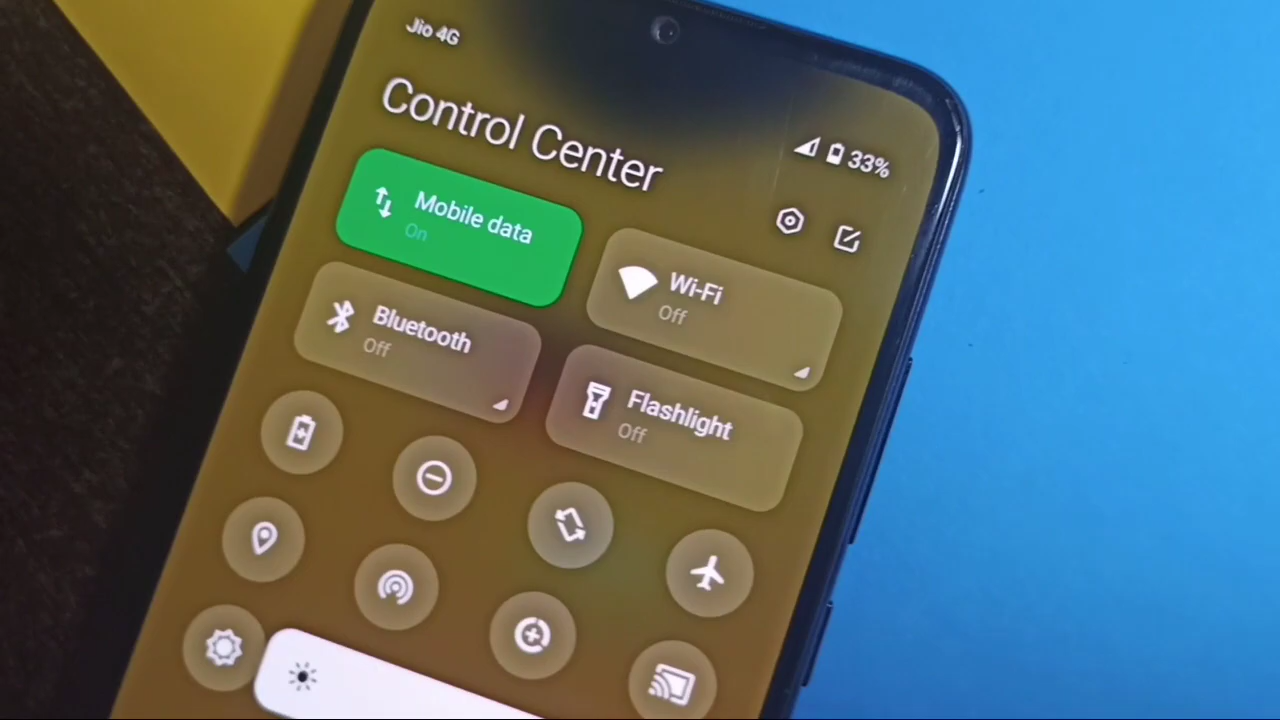 Jio 4G
33%
Control Center
Mobile data
On
Wi-Fi
Off
Bluetooth
Off
Flashlight
Off